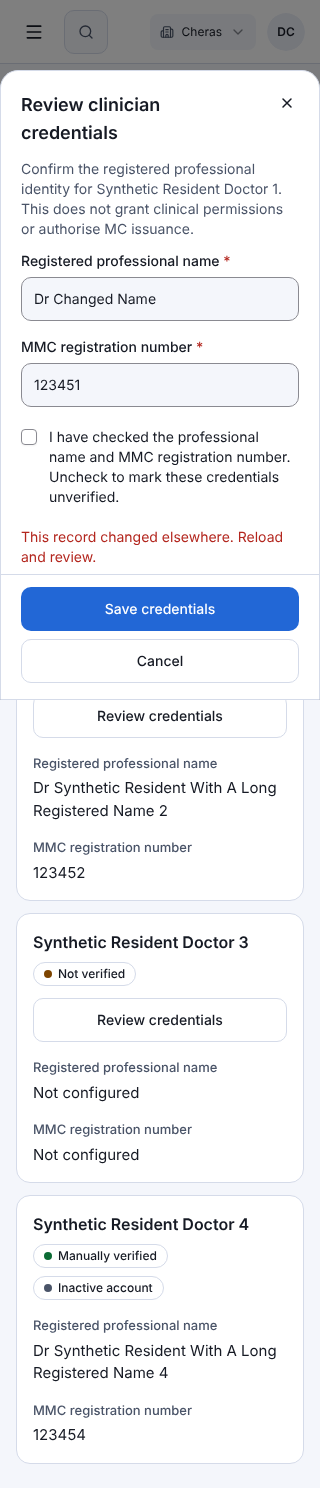 Cheras
DC
Review clinician
credentials
Confirm the registered professional
identity for Synthetic Resident Doctor 1.
This does not grant clinical permissions
or authorise MC issuance.
Registered professional name *
Dr Changed Name
MMC registration number *
123451
I have checked the professional
name and MMC registration number.
Uncheck to mark these credentials
unverified.
This record changed elsewhere. Reload
and review.
Save credentials
Cancel
Review credentials
Registered professional name
Dr Synthetic Resident With A Long
Registered Name 2
MMC registration number
123452
Synthetic Resident Doctor 3
Not verified
Review credentials
Registered professional name
Not configured
MMC registration number
Not configured
Synthetic Resident Doctor 4
Manually verified
Inactive account
Registered professional name
Dr Synthetic Resident With A Long
Registered Name 4
MMC registration number
123454